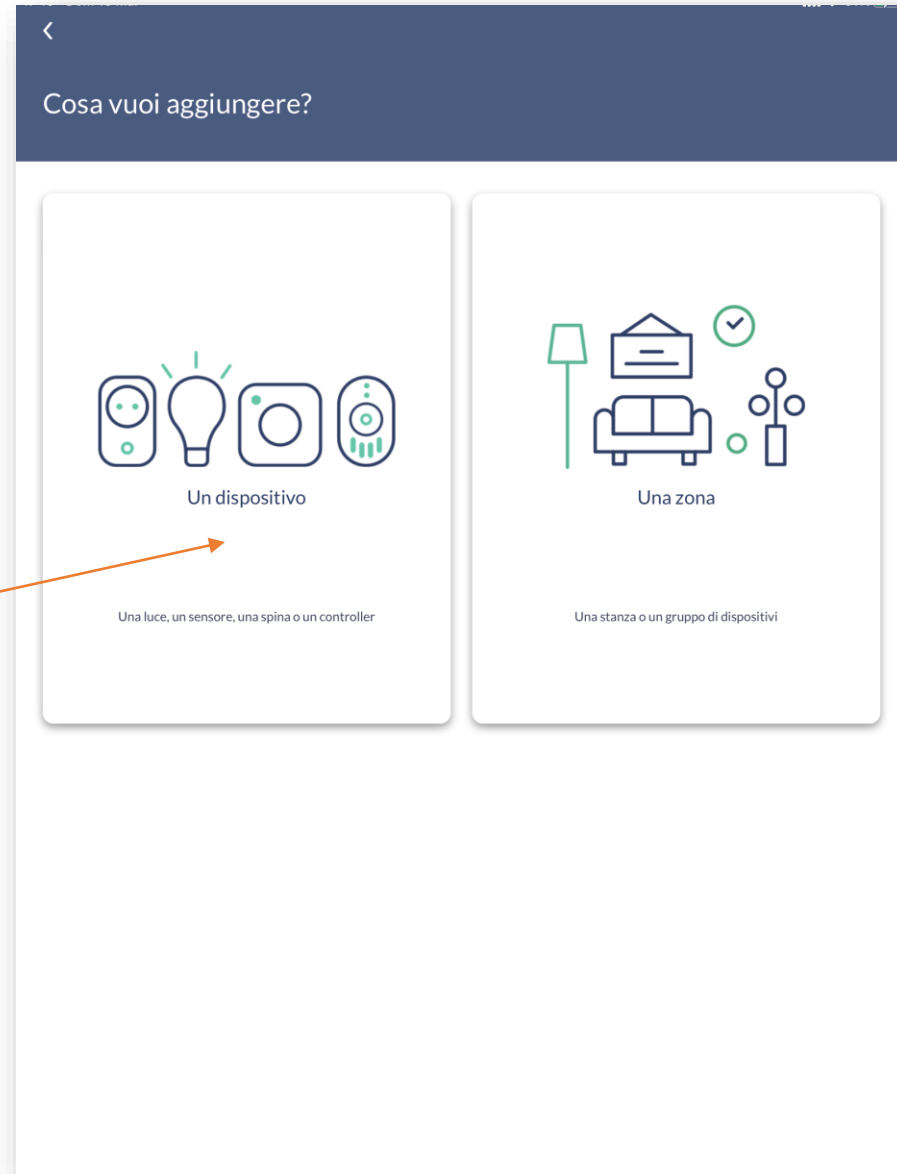 Cosa vuoi aggiungere?
Un dispositivo
Una luce, un sensore, una spina o un controller
Una zona
Una stanza o un gruppo di dispositivi